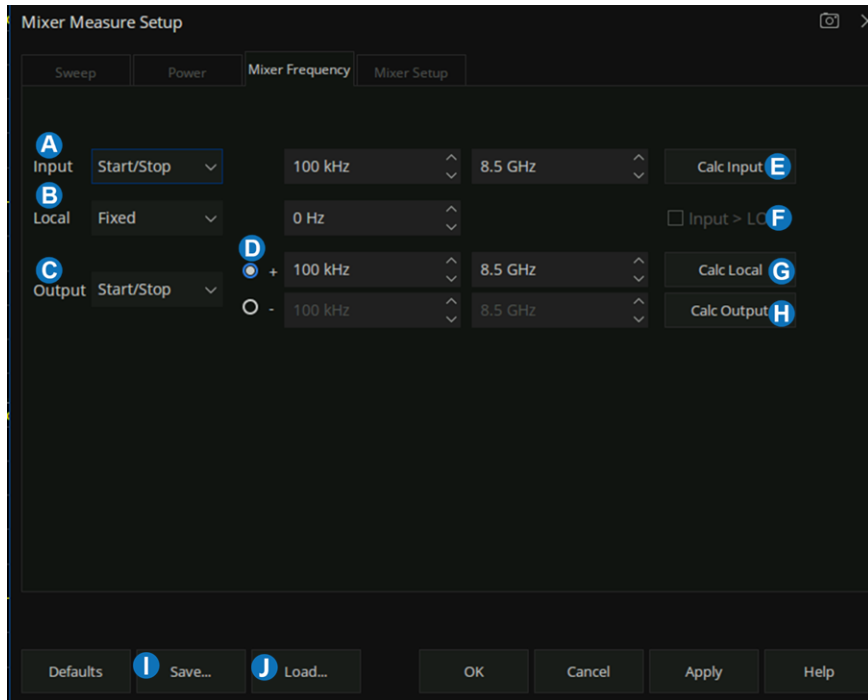 Mixer Measure Setup
Sweep Power Mixer Frequency Mixer Setup
A
Input Start/Stop 100 kHz 8.5 GHz Calc Input E
B
Local Fixed 0 Hz Input > LO F
C D
Output Start/Stop + 100 kHz 8.5 GHz Calc Local G
- 100 kHz 8.5 GHz Calc Output H
Defaults I Save... J Load... OK Cancel Apply Help